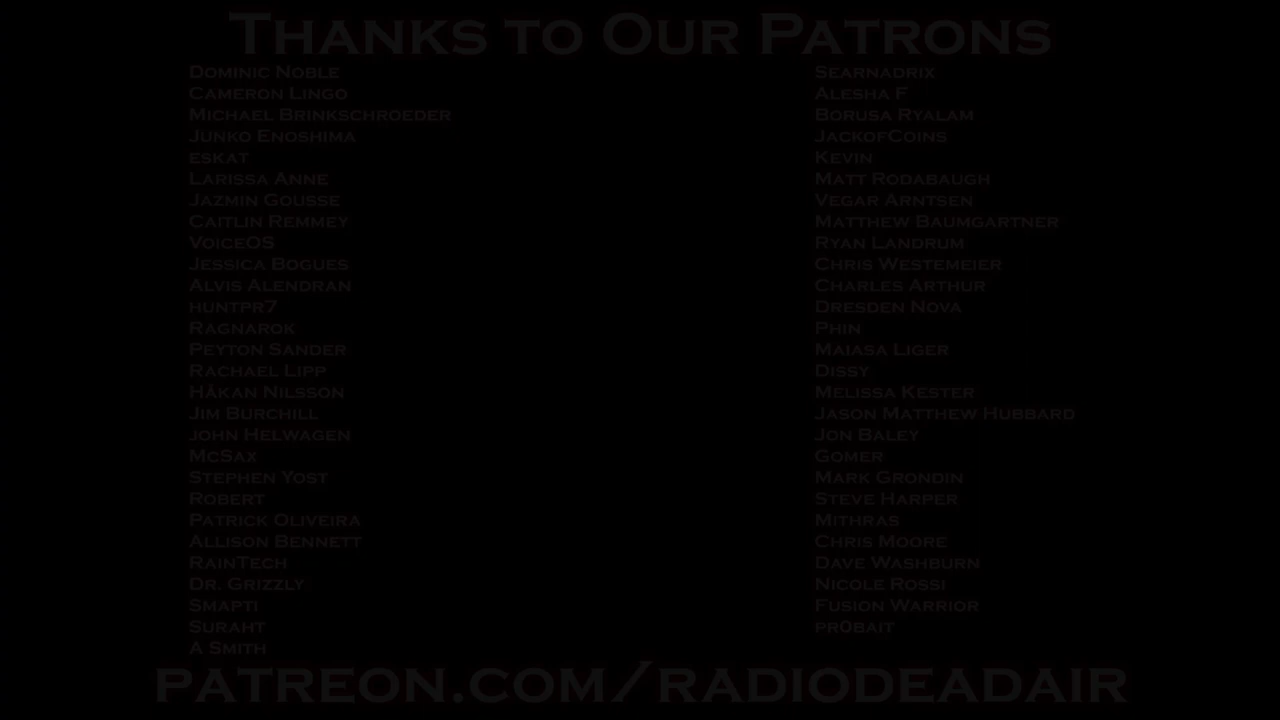 Thanks to Our Patrons
Dominic Noble
Cameron Lingo
Michael Brinkschroeder
Junko Enoshima
eskat
Larissa Anne
Jazmin Gousse
Caitlin Remmey
VoiceOS
Jessica Bogues
Alvis Alendran
huntpr7
Ragnarok
Peyton Sander
Rachael Lipp
Håkan Nilsson
Jim Burchill
john Helwagen
McSax
Stephen Yost
Robert
Patrick Oliveira
Allison Bennett
RainTech
Dr. Grizzly
Smapti
Suraht
A Smith
Searnadrix
Alesha F
Borusa Ryalam
JackofCoins
Kevin
Matt Rodabaugh
Vegar Arntsen
Matthew Baumgartner
Ryan Landrum
Chris Westemeier
Charles Arthur
Dresden Nova
Phin
Maiasa Liger
Dissy
Melissa Kester
Jason Matthew Hubbard
Jon Baley
Gomer
Mark Grondin
Steve Harper
Mithras
Chris Moore
Dave Washburn
Nicole Rossi
Fusion Warrior
pr0bait
patreon.com/radiodeadair